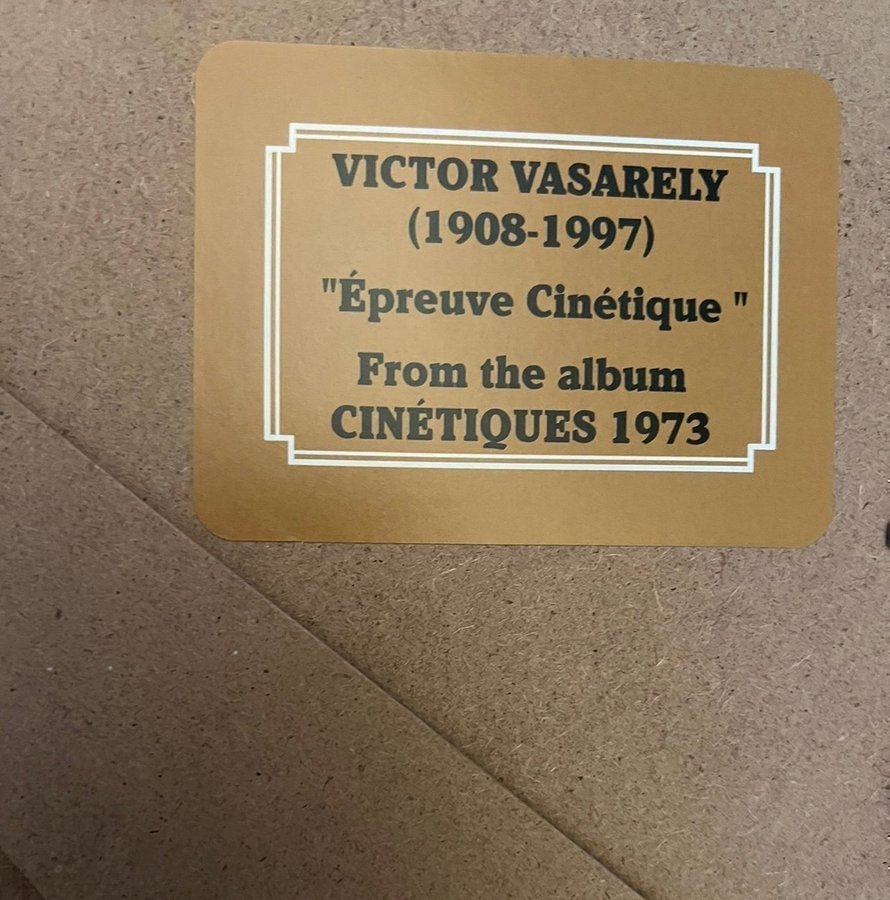 VICTOR VASARELY
(1908-1997)
"Épreuve Cinétique "
From the album
CINÉTIQUES 1973